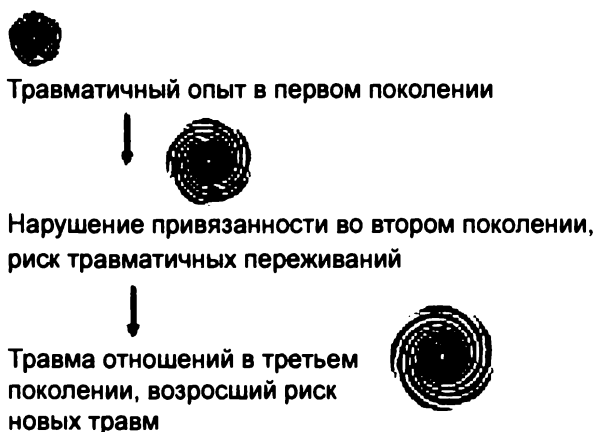 Травматичный опыт в первом поколении
Нарушение привязанности во втором поколении,
риск травматичных переживаний
Травма отношений в третьем
поколении, возросший риск
новых травм